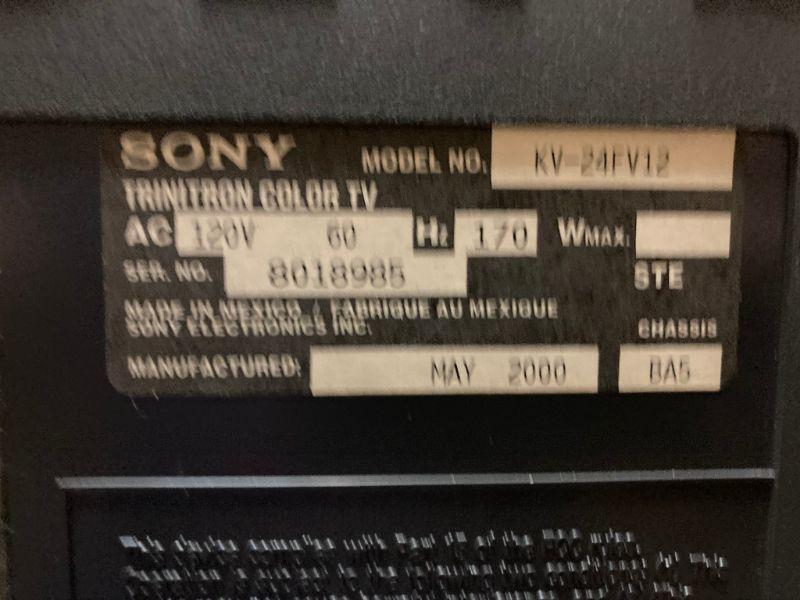 SONY MODEL NO. KV-24FV12
TRINITRON COLOR TV
AC 120V 60 Hz 170 WMAX.
SER. NO. 8018985 STE
MADE IN MEXICO / FABRIQUE AU MEXIQUE
SONY ELECTRONICS INC. CHASSIS
MANUFACTURED: MAY 2000 BA5